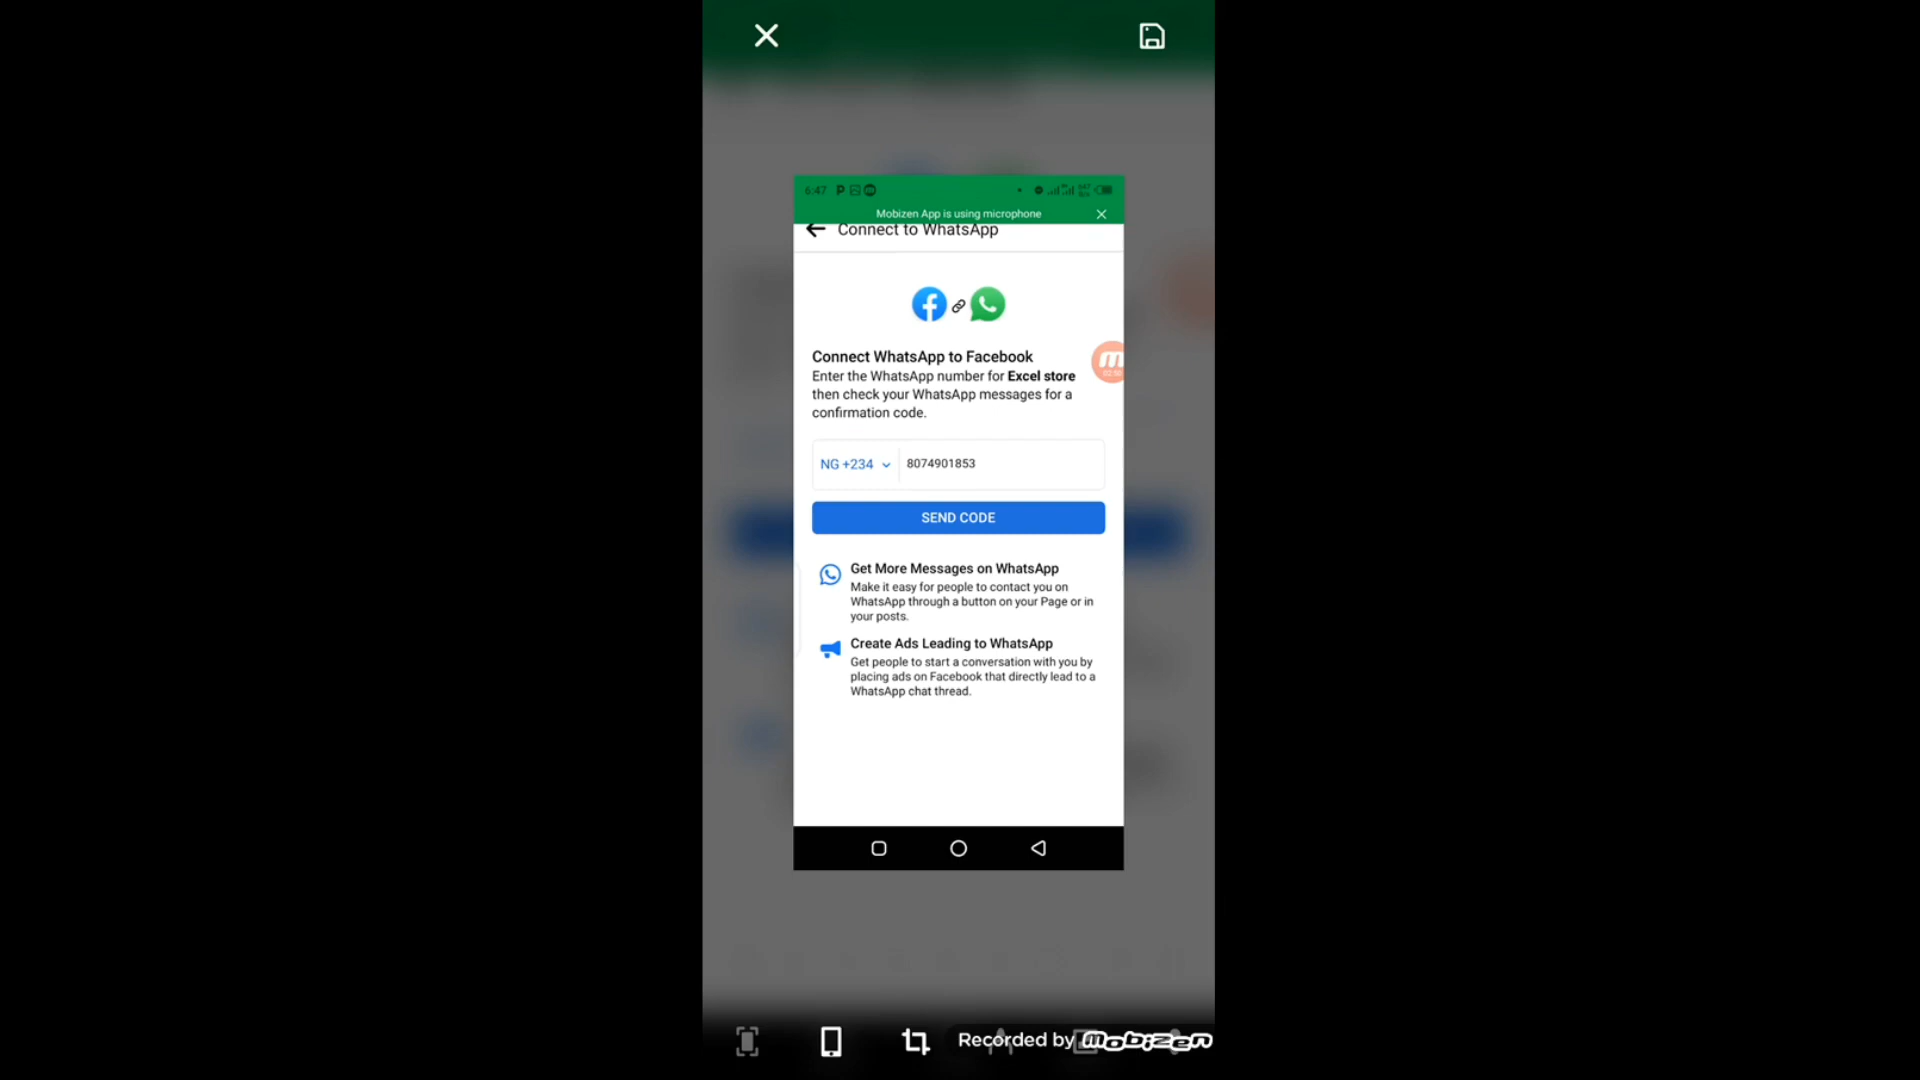 6:47
Mobizen App is using microphone
Connect to WhatsApp
Connect WhatsApp to Facebook
Enter the WhatsApp number for Excel store
then check your WhatsApp messages for a
confirmation code.
NG +234 8074901853
SEND CODE
Get More Messages on WhatsApp
Make it easy for people to contact you on
WhatsApp through a button on your Page or in
your posts.
Create Ads Leading to WhatsApp
Get people to start a conversation with you by
placing ads on Facebook that directly lead to a
WhatsApp chat thread.
Recorded by mobizen